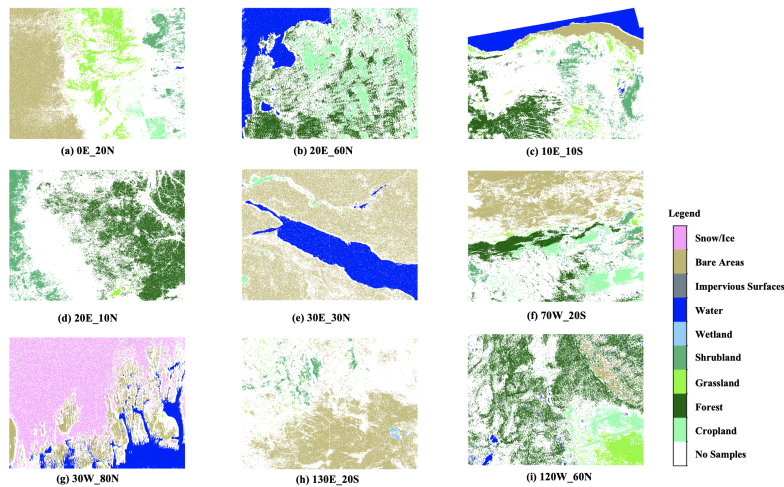 (a) 0E_20N
(b) 20E_60N
(c) 10E_10S
(d) 20E_10N
(e) 30E_30N
(f) 70W_20S
(g) 30W_80N
(h) 130E_20S
(i) 120W_60N
Legend
Snow/Ice
Bare Areas
Impervious Surfaces
Water
Wetland
Shrubland
Grassland
Forest
Cropland
No Samples